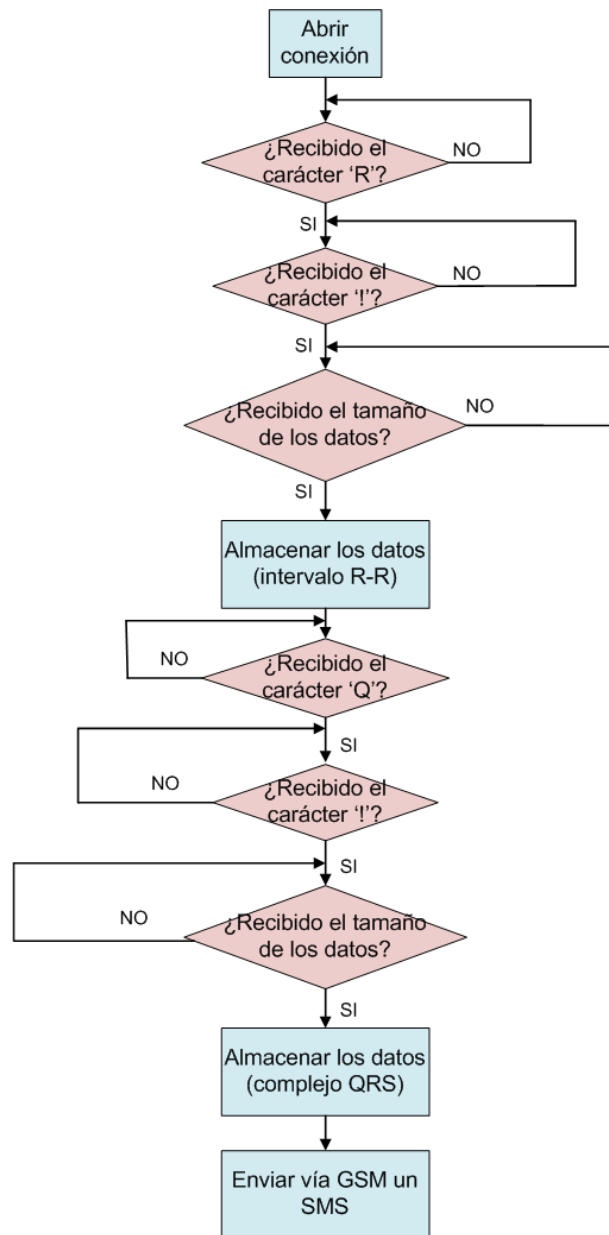 Abrir
conexión
¿Recibido el
carácter ‘R’?
NO
SI
¿Recibido el
carácter ‘!’?
NO
SI
¿Recibido el tamaño
de los datos?
NO
SI
Almacenar los datos
(intervalo R-R)
¿Recibido el
carácter ‘Q’?
NO
SI
¿Recibido el
carácter ‘!’?
NO
SI
¿Recibido el tamaño
de los datos?
NO
SI
Almacenar los datos
(complejo QRS)
Enviar vía GSM un
SMS